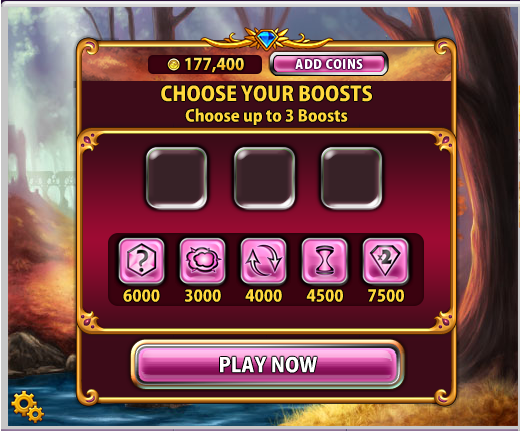 177,400 ADD COINS
CHOOSE YOUR BOOSTS
Choose up to 3 Boosts
? x2
6000 3000 4000 4500 7500
PLAY NOW